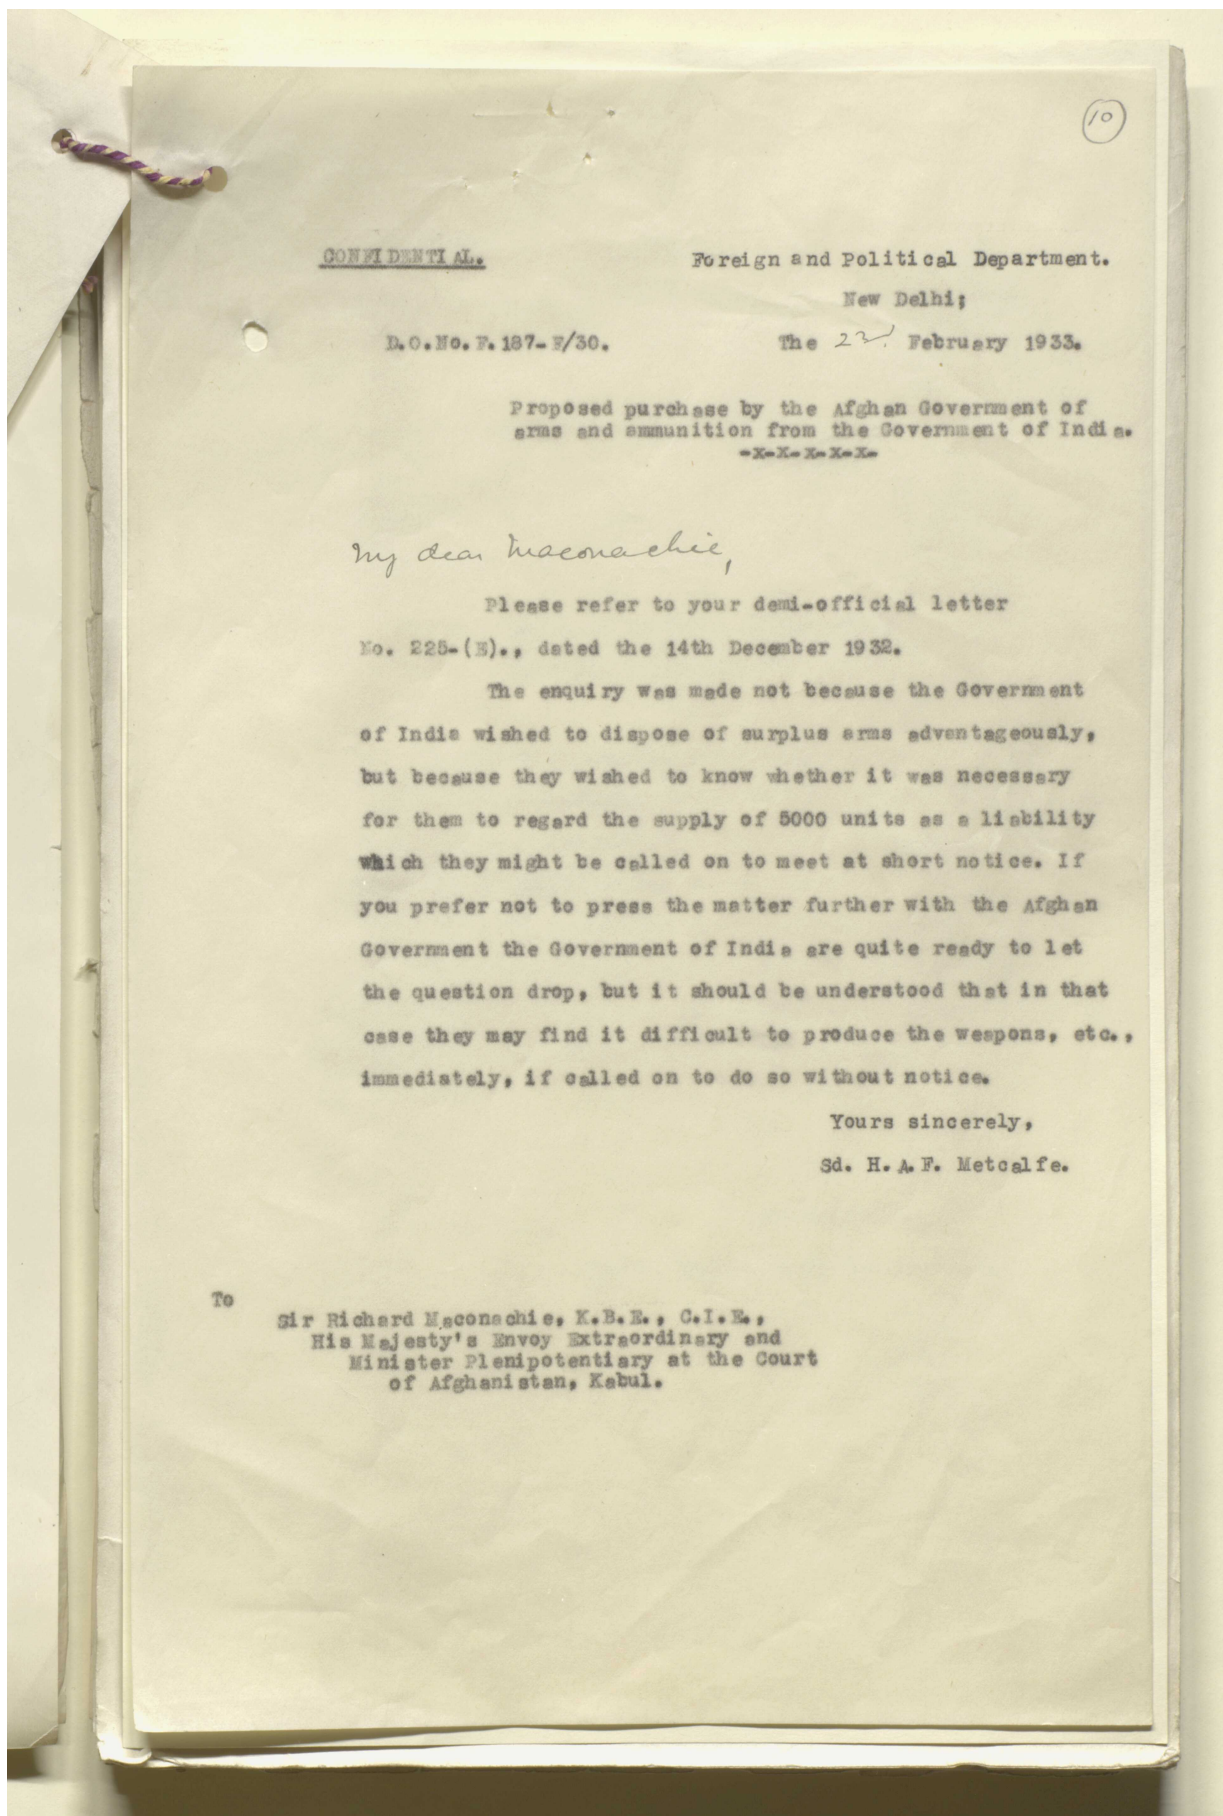 10
CONFIDENTIAL.
Foreign and Political Department.
New Delhi;
D.O.No.F.187-F/30.
The 23rd February 1933.
Proposed purchase by the Afghan Government of
arms and ammunition from the Government of India.
-X-X-X-X-X-
My dear Maconachie,
Please refer to your demi-official letter
No. 225-(E)., dated the 14th December 1932.
The enquiry was made not because the Government
of India wished to dispose of surplus arms advantageously,
but because they wished to know whether it was necessary
for them to regard the supply of 5000 units as a liability
which they might be called on to meet at short notice. If
you prefer not to press the matter further with the Afghan
Government the Government of India are quite ready to let
the question drop, but it should be understood that in that
case they may find it difficult to produce the weapons, etc.,
immediately, if called on to do so without notice.
Yours sincerely,
Sd. H.A.F. Metcalfe.
To
Sir Richard Maconachie, K.B.E., C.I.E.,
His Majesty's Envoy Extraordinary and
Minister Plenipotentiary at the Court
of Afghanistan, Kabul.